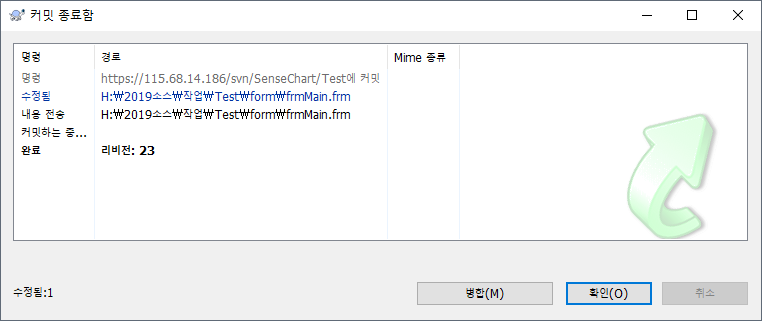 커밋 종료함
명령 경로 Mime 종류
명령 https://115.68.14.186/svn/SenseChart/Test에 커밋
수정됨 H:₩2019소스₩작업₩Test₩form₩frmMain.frm
내용 전송 H:₩2019소스₩작업₩Test₩form₩frmMain.frm
커밋하는 중...
완료 리비전: 23
수정됨:1 병합(M) 확인(O) 취소